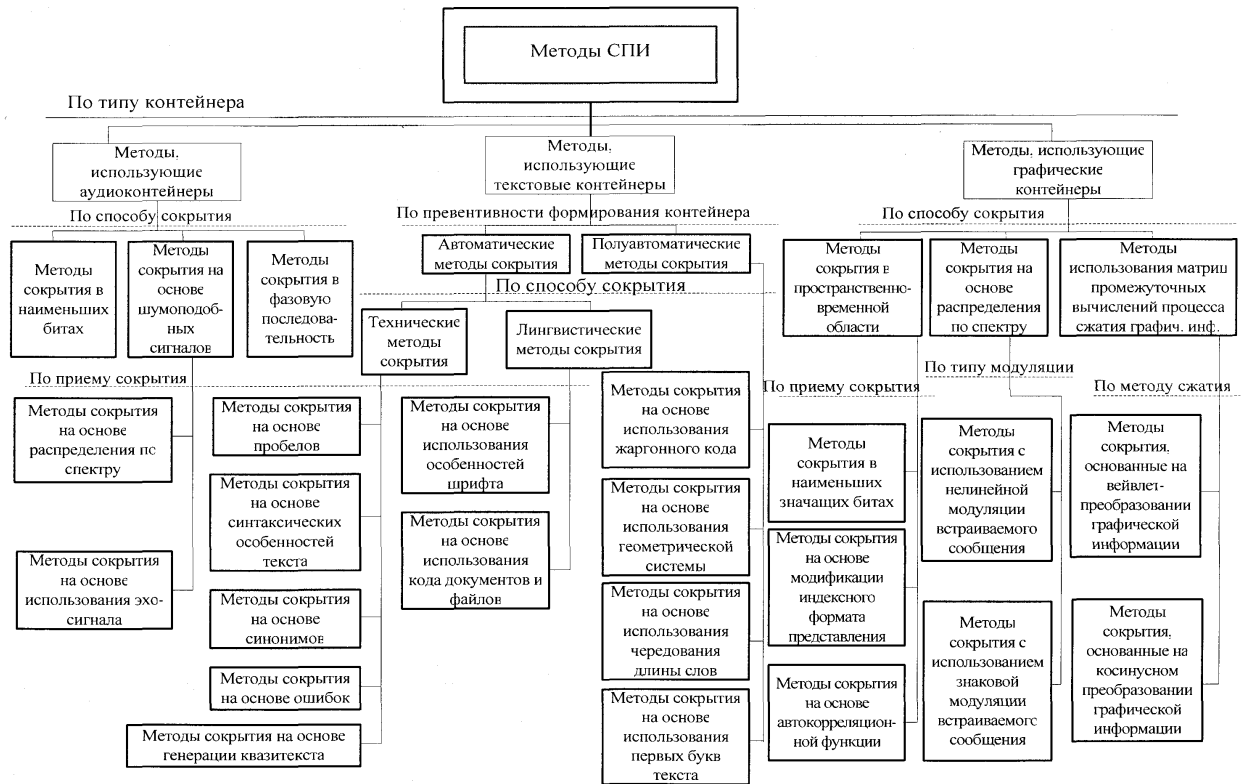 Методы СПИ
По типу контейнера
Методы,
использующие
аудиоконтейнеры
Методы,
использующие
текстовые контейнеры
Методы, использующие
графические
контейнеры
По способу сокрытия
По превентивности формирования контейнера
По способу сокрытия
Методы
сокрытия в
наименьших
битах
Методы
сокрытия на
основе
шумоподоб-
ных
сигналов
Методы
сокрытия в
фазовую
последова-
тельность
Автоматические
методы сокрытия
Полуавтоматические
методы сокрытия
Методы
сокрытия в
пространственно-
временной
области
Методы
сокрытия на
основе
распределения
по спектру
Методы
использования матриц
промежуточных
вычислений процесса
сжатия графич. инф.
По способу сокрытия
Технические
методы
сокрытия
Лингвистические
методы сокрытия
По приему сокрытия
По приему сокрытия
По типу модуляции
По методу сжатия
Методы сокрытия
на основе
распределения по
спектру
Методы сокрытия
на основе
использования эхо-
сигнала
Методы сокрытия
на основе
пробелов
Методы сокрытия
на основе
синтаксических
особенностей
текста
Методы сокрытия
на основе
синонимов
Методы сокрытия
на основе ошибок
Методы сокрытия на основе
генерации квазитекста
Методы сокрытия
на основе
использования
особенностей
шрифта
Методы сокрытия
на основе
использования
кода документов и
файлов
Методы сокрытия
на основе
использования
жаргонного кода
Методы сокрытия
на основе
использования
геометрической
системы
Методы сокрытия
на основе
использования
чередования
длины слов
Методы сокрытия
на основе
использования
первых букв
текста
Методы
сокрытия в
наименьших
значащих битах
Методы сокрытия
на основе
модификации
индексного
формата
представления
Методы сокрытия
на основе
автокорреляцион-
ной функции
Методы
сокрытия с
использованием
нелинейной
модуляции
встраиваемого
сообщения
Методы
сокрытия с
использованием
знаковой
модуляции
встраиваемого
сообщения
Методы
сокрытия,
основанные на
вейвлет-
преобразовании
графической
информации
Методы
сокрытия,
основанные на
косинусном
преобразовании
графической
информации